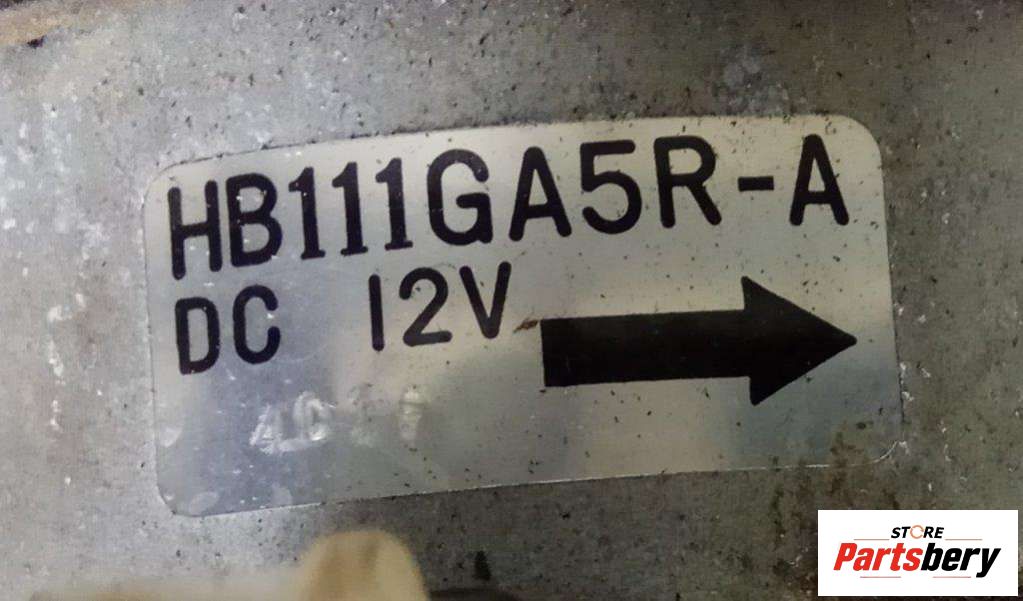 HB111GA5R-A
DC 12V
STORE
Partsbery